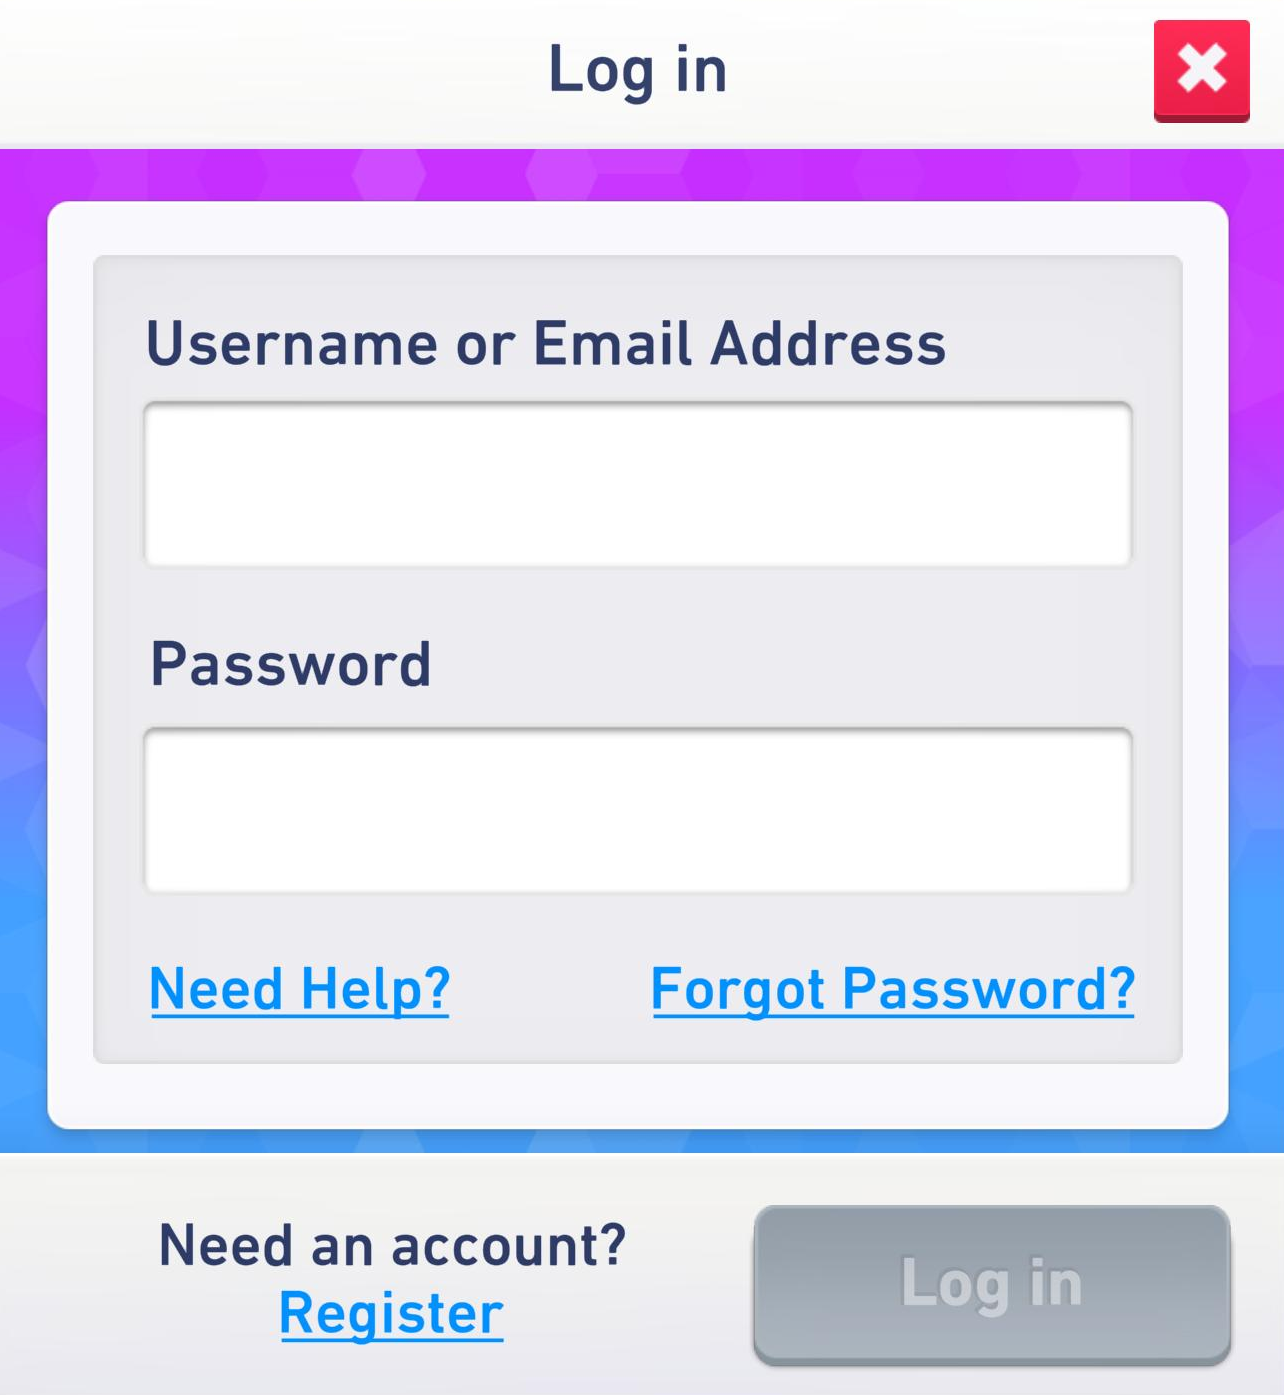 Log in
Username or Email Address
Password
Need Help? Forgot Password?
Need an account?
Register
Log in